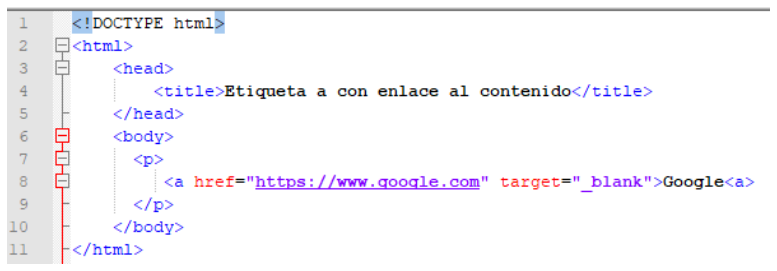 1 <!DOCTYPE html>
2 <html>
3 <head>
4 <title>Etiqueta a con enlace al contenido</title>
5 </head>
6 <body>
7 <p>
8 <a href="https://www.google.com" target="_blank">Google<a>
9 </p>
10 </body>
11 </html>